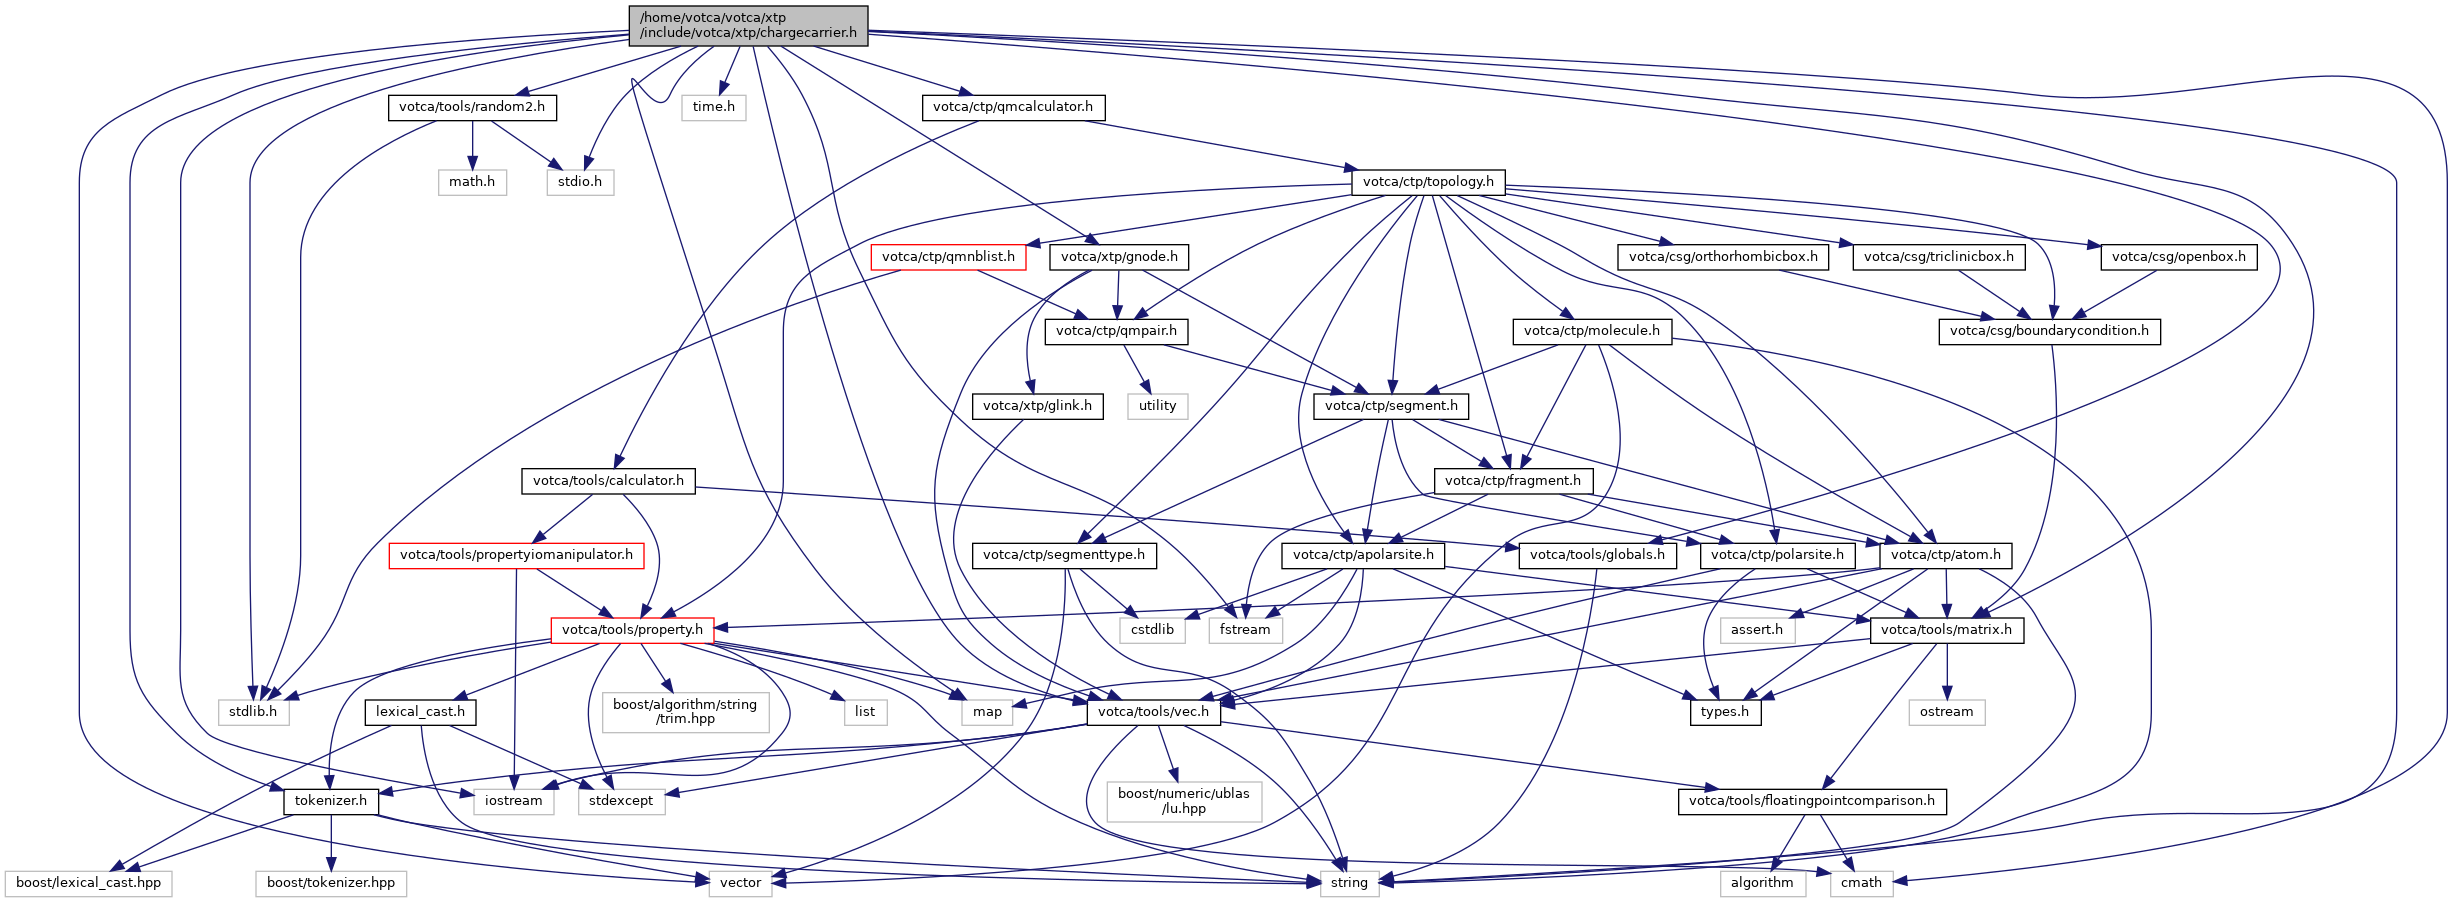 /home/votca/votca/xtp
/include/votca/xtp/chargecarrier.h
votca/tools/random2.h
time.h
votca/ctp/qmcalculator.h
math.h
stdio.h
votca/ctp/topology.h
votca/ctp/qmnblist.h
votca/xtp/gnode.h
votca/csg/orthorhombicbox.h
votca/csg/triclinicbox.h
votca/csg/openbox.h
votca/ctp/qmpair.h
votca/ctp/molecule.h
votca/csg/boundarycondition.h
votca/xtp/glink.h
utility
votca/ctp/segment.h
votca/tools/calculator.h
votca/ctp/fragment.h
votca/tools/propertyiomanipulator.h
votca/ctp/segmenttype.h
votca/ctp/apolarsite.h
votca/tools/globals.h
votca/ctp/polarsite.h
votca/ctp/atom.h
votca/tools/property.h
cstdlib
fstream
assert.h
votca/tools/matrix.h
stdlib.h
lexical_cast.h
boost/algorithm/string
/trim.hpp
list
map
votca/tools/vec.h
types.h
ostream
tokenizer.h
iostream
stdexcept
boost/numeric/ublas
/lu.hpp
votca/tools/floatingpointcomparison.h
boost/lexical_cast.hpp
boost/tokenizer.hpp
vector
string
algorithm
cmath